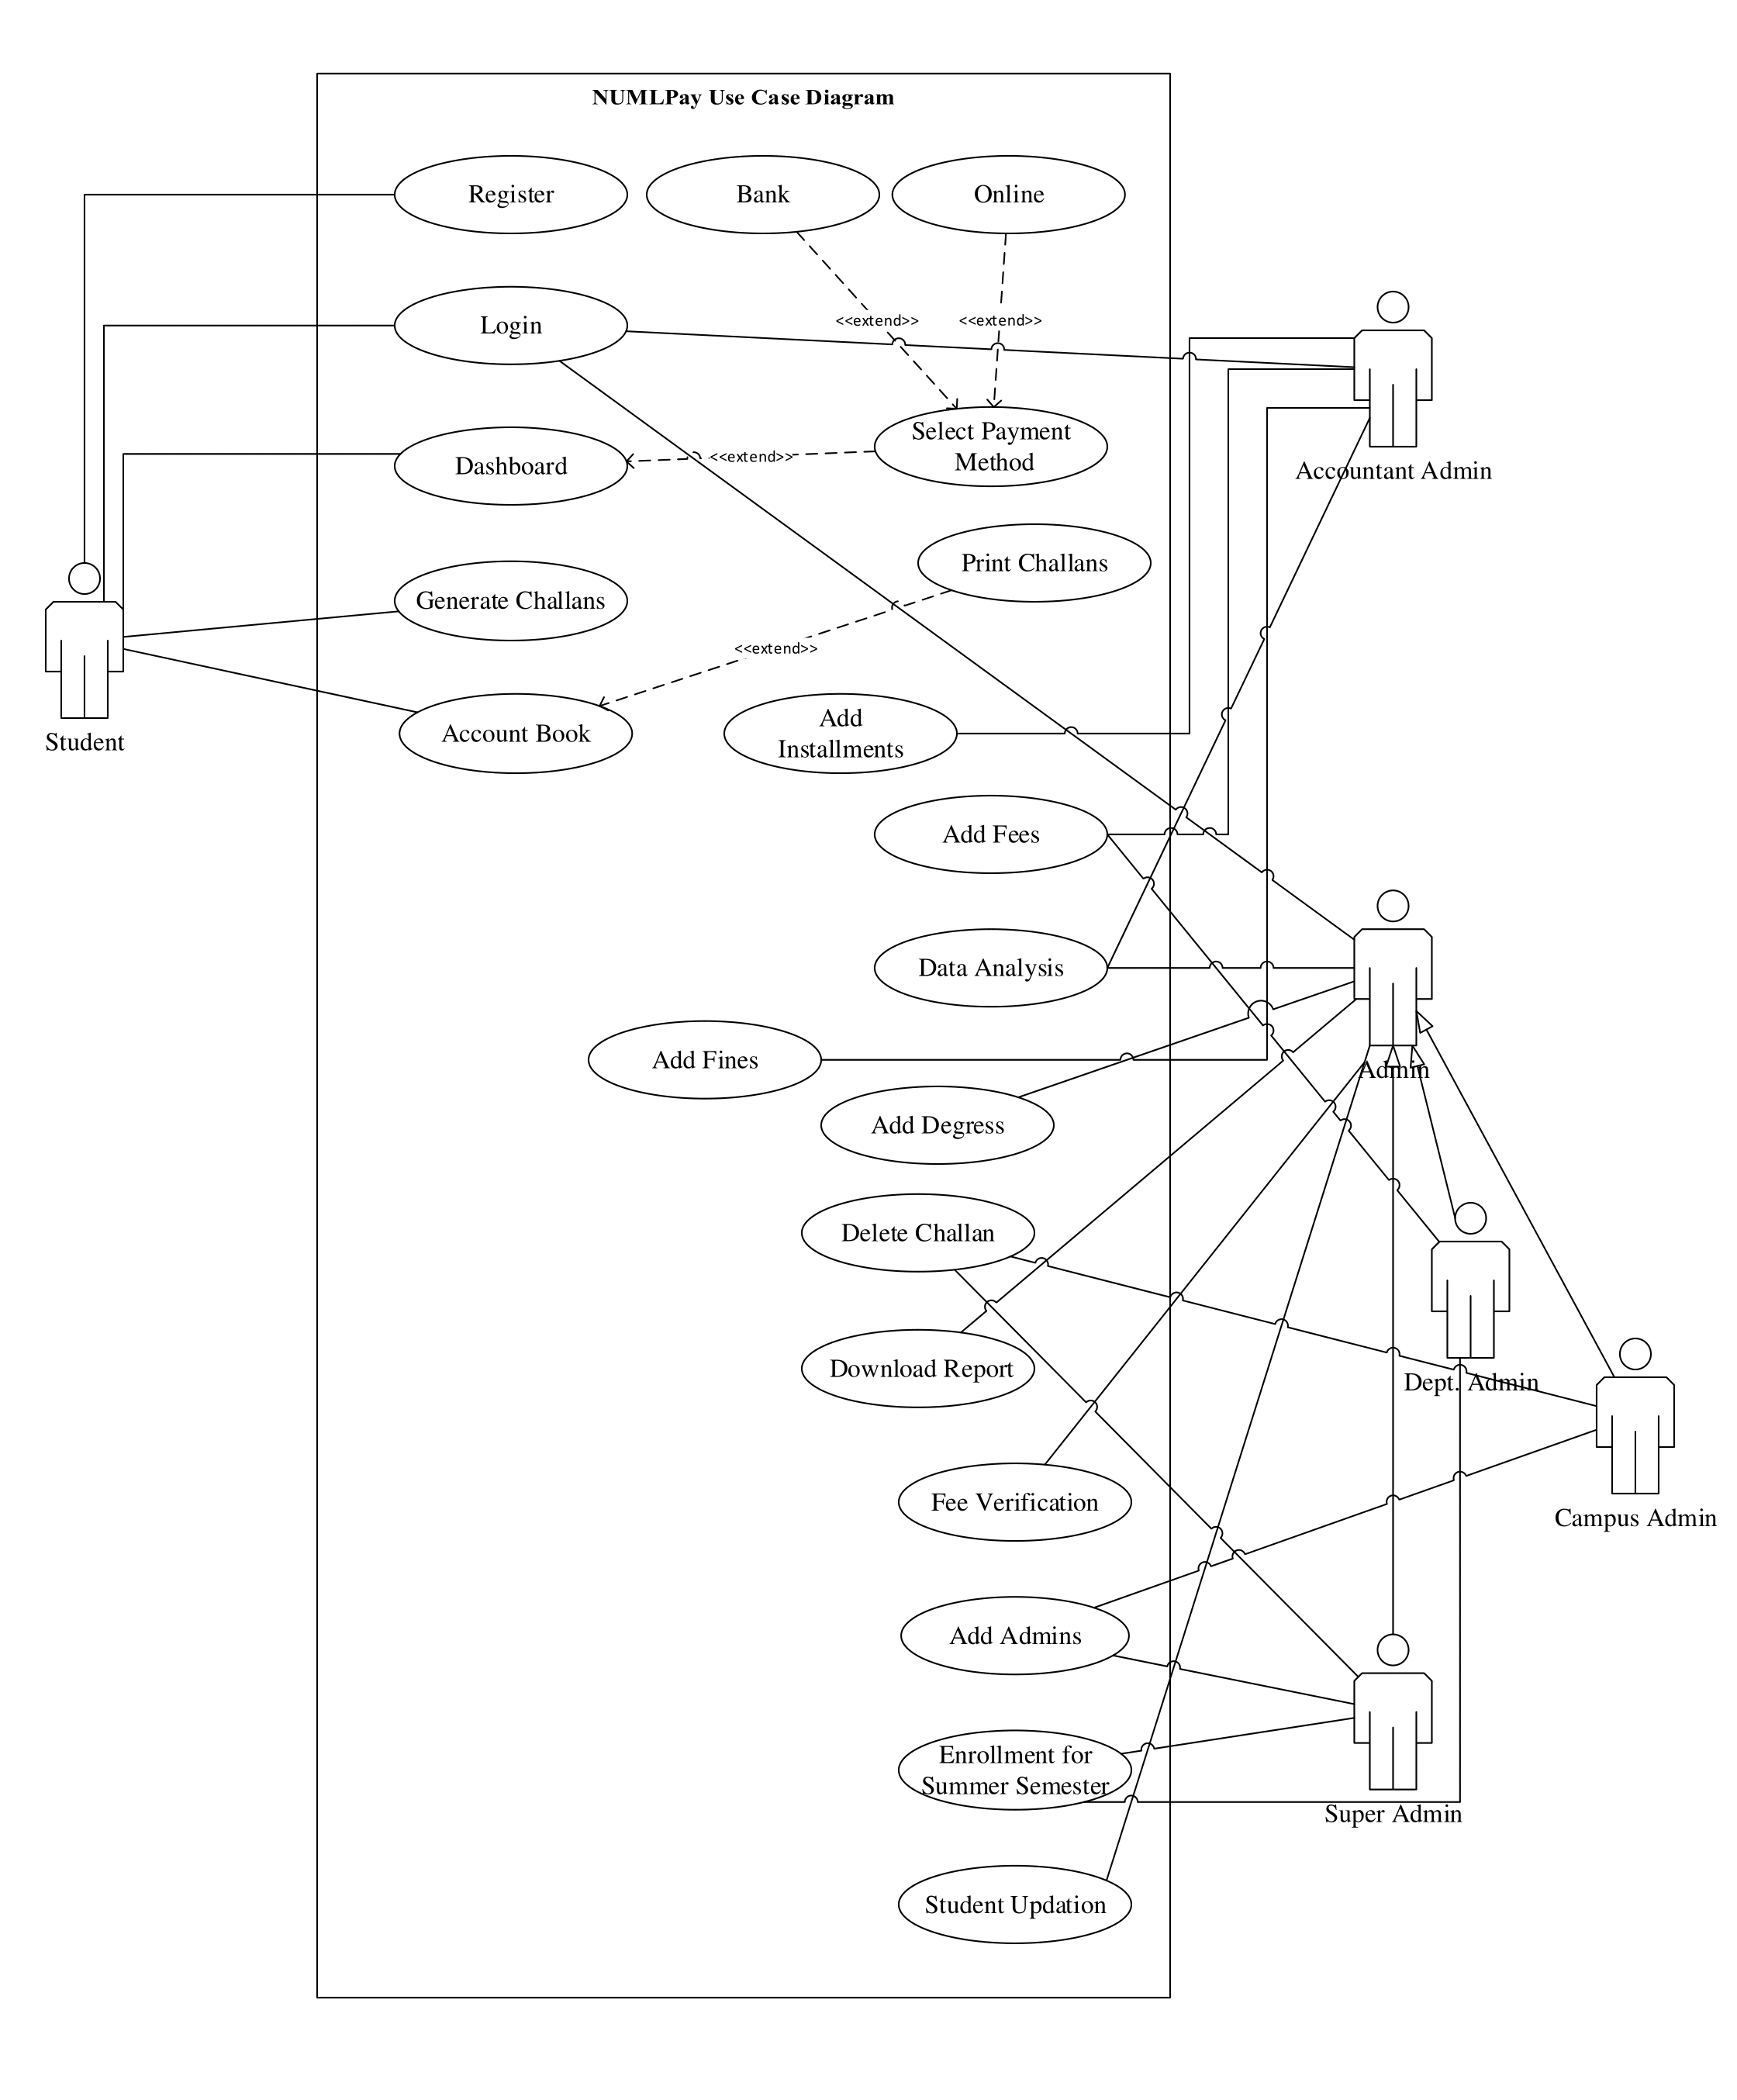 NUMLPay Use Case Diagram
Register
Bank
Online
Login
<<extend>>
<<extend>>
Select Payment
Method
Dashboard
<<extend>>
Accountant Admin
Print Challans
Generate Challans
<<extend>>
Add
Installments
Account Book
Student
Add Fees
Data Analysis
Add Fines
Admin
Add Degress
Delete Challan
Download Report
Dept. Admin
Fee Verification
Campus Admin
Add Admins
Enrollment for
Summer Semester
Super Admin
Student Updation